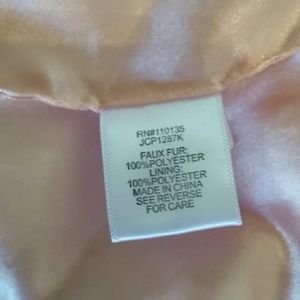 RN#110135
JCP1287K
FAUX FUR:
100%POLYESTER
LINING:
100%POLYESTER
MADE IN CHINA
SEE REVERSE
FOR CARE